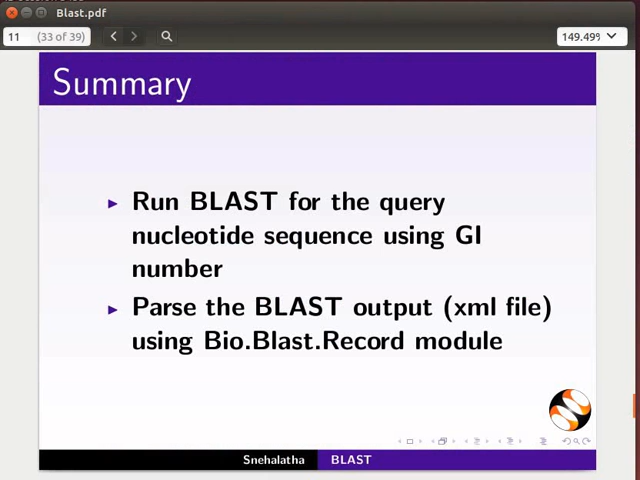 Blast.pdf
11 (33 of 39) 149.49%
Summary
Run BLAST for the query
nucleotide sequence using GI
number
Parse the BLAST output (xml file)
using Bio.Blast.Record module
Snehalatha BLAST